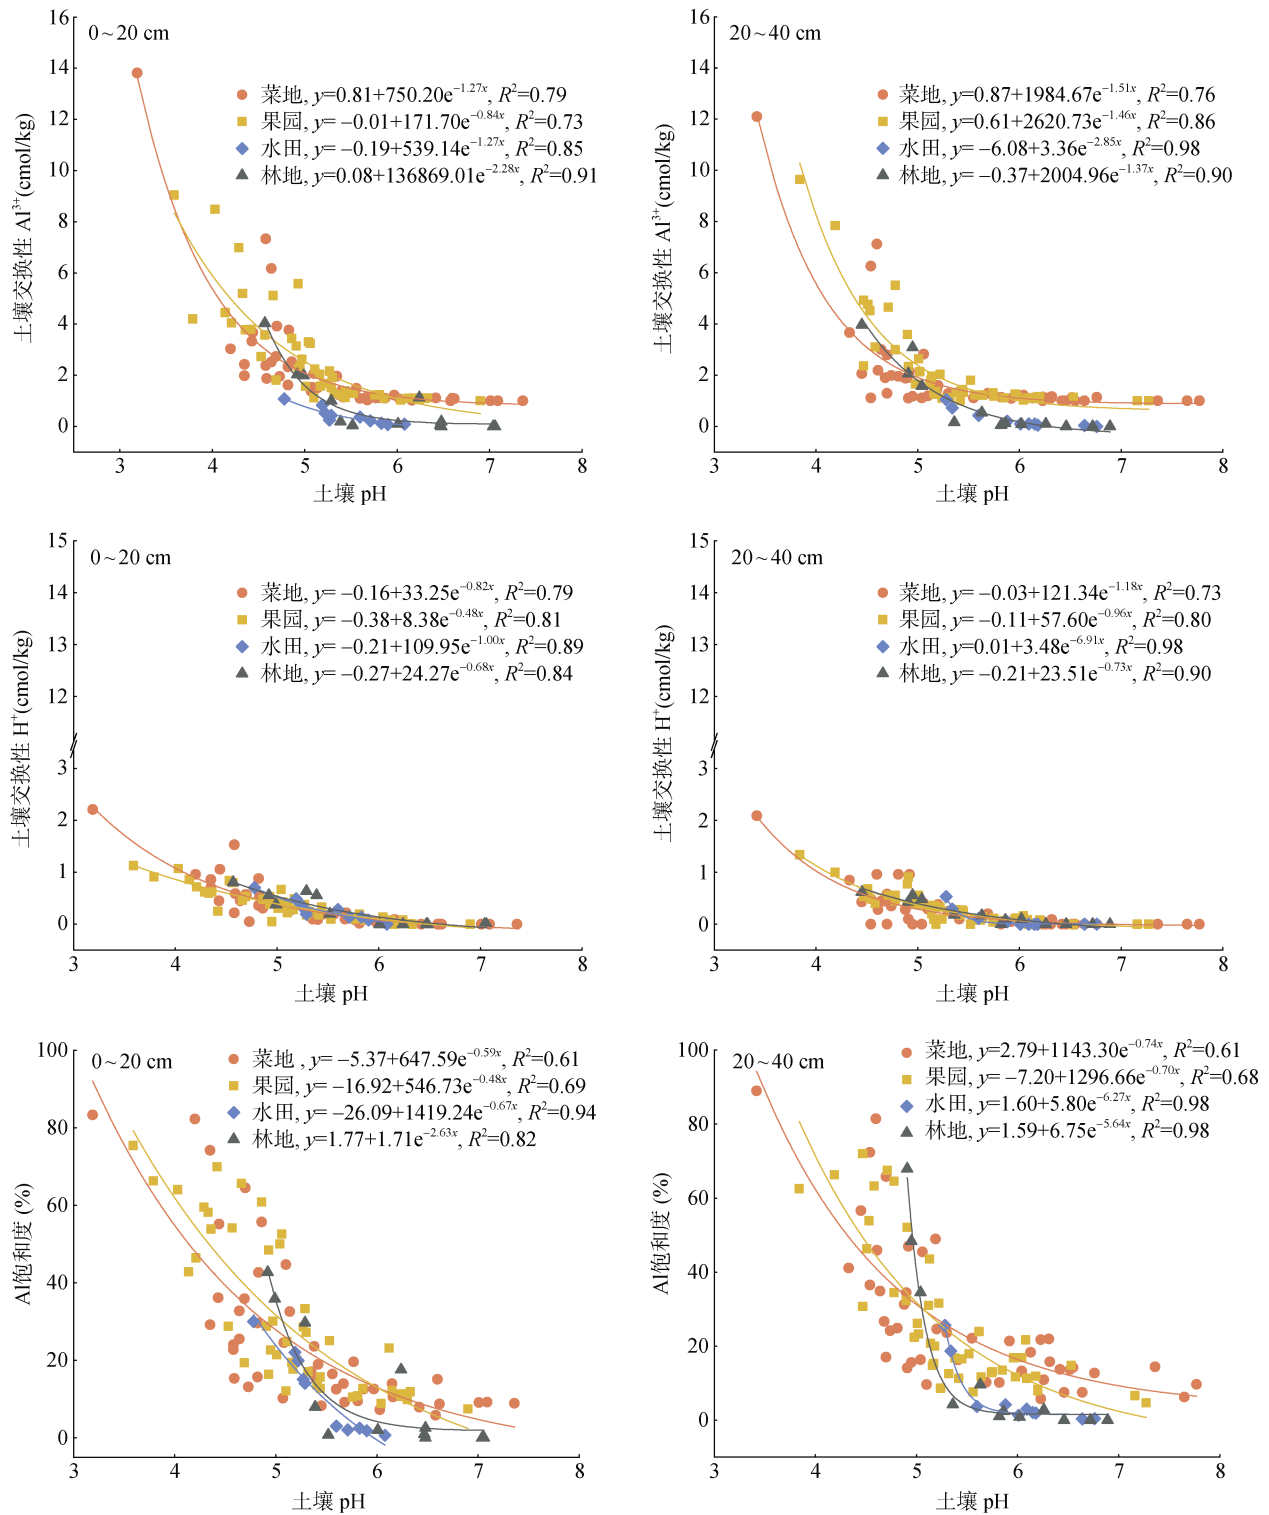 0~20 cm
菜地, y=0.81+750.20e−1.27x, R2=0.79
果园, y= −0.01+171.70e−0.84x, R2=0.73
水田, y= −0.19+539.14e−1.27x, R2=0.85
林地, y=0.08+136869.01e−2.28x, R2=0.91
土壤交换性 Al3+(cmol/kg)
16
14
12
10
8
6
4
2
0
3 4 5 6 7 8
土壤 pH
20~40 cm
菜地, y=0.87+1984.67e−1.51x, R2=0.76
果园, y=0.61+2620.73e−1.46x, R2=0.86
水田, y= −6.08+3.36e−2.85x, R2=0.98
林地, y= −0.37+2004.96e−1.37x, R2=0.90
土壤交换性 Al3+(cmol/kg)
16
14
12
10
8
6
4
2
0
3 4 5 6 7 8
土壤 pH
0~20 cm
菜地, y= −0.16+33.25e−0.82x, R2=0.79
果园, y= −0.38+8.38e−0.48x, R2=0.81
水田, y= −0.21+109.95e−1.00x, R2=0.89
林地, y= −0.27+24.27e−0.68x, R2=0.84
土壤交换性 H+(cmol/kg)
15
14
13
12
3
2
1
0
3 4 5 6 7 8
土壤 pH
20~40 cm
菜地, y= −0.03+121.34e−1.18x, R2=0.73
果园, y= −0.11+57.60e−0.96x, R2=0.80
水田, y=0.01+3.48e−6.91x, R2=0.98
林地, y= −0.21+23.51e−0.73x, R2=0.90
土壤交换性 H+(cmol/kg)
15
14
13
12
3
2
1
0
3 4 5 6 7 8
土壤 pH
0~20 cm
菜地 , y= −5.37+647.59e−0.59x, R2=0.61
果园, y= −16.92+546.73e−0.48x, R2=0.69
水田, y= −26.09+1419.24e−0.67x, R2=0.94
林地, y=1.77+1.71e−2.63x, R2=0.82
Al饱和度 (%)
100
80
60
40
20
0
3 4 5 6 7 8
土壤 pH
20~40 cm
菜地, y=2.79+1143.30e−0.74x, R2=0.61
果园, y= −7.20+1296.66e−0.70x, R2=0.68
水田, y=1.60+5.80e−6.27x, R2=0.98
林地, y=1.59+6.75e−5.64x, R2=0.98
Al饱和度 (%)
100
80
60
40
20
0
3 4 5 6 7 8
土壤 pH